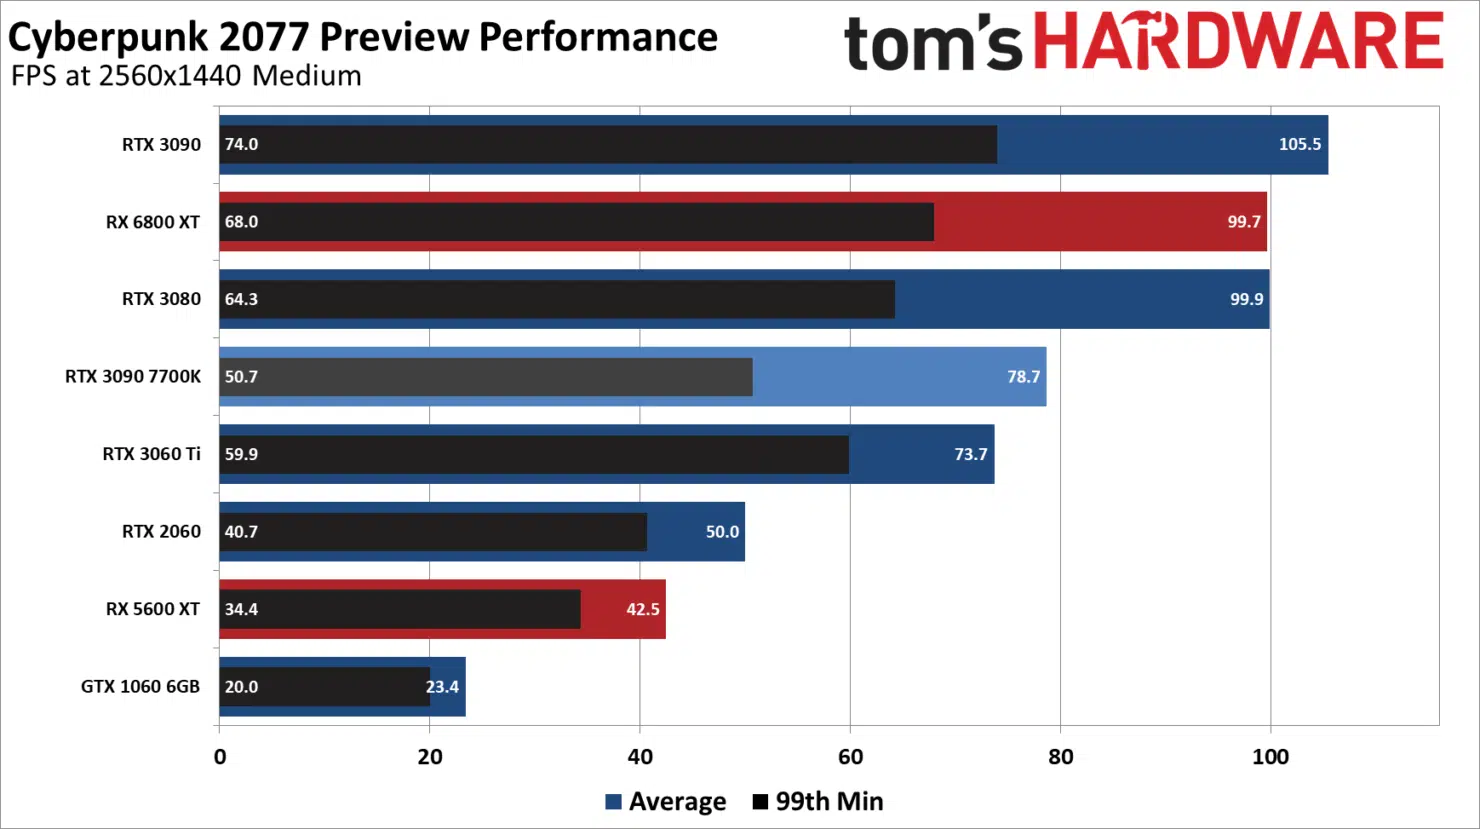 Cyberpunk 2077 Preview Performance
tom's HARDWARE
FPS at 2560x1440 Medium
RTX 3090 74.0 105.5
RX 6800 XT 68.0 99.7
RTX 3080 64.3 99.9
RTX 3090 7700K 50.7 78.7
RTX 3060 Ti 59.9 73.7
RTX 2060 40.7 50.0
RX 5600 XT 34.4 42.5
GTX 1060 6GB 20.0 23.4
0 20 40 60 80 100
Average 99th Min